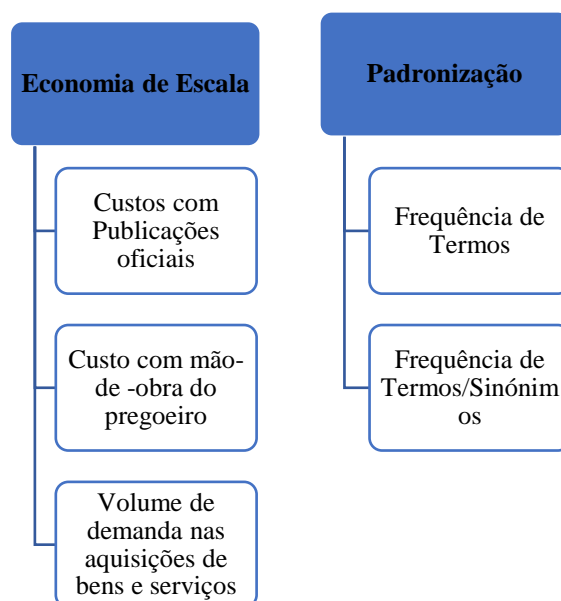 Economia de Escala
Custos com
Publicações
oficiais
Custo com mão-
de -obra do
pregoeiro
Volume de
demanda nas
aquisições de
bens e serviços
Padronização
Frequência de
Termos
Frequência de
Termos/Sinónim
os